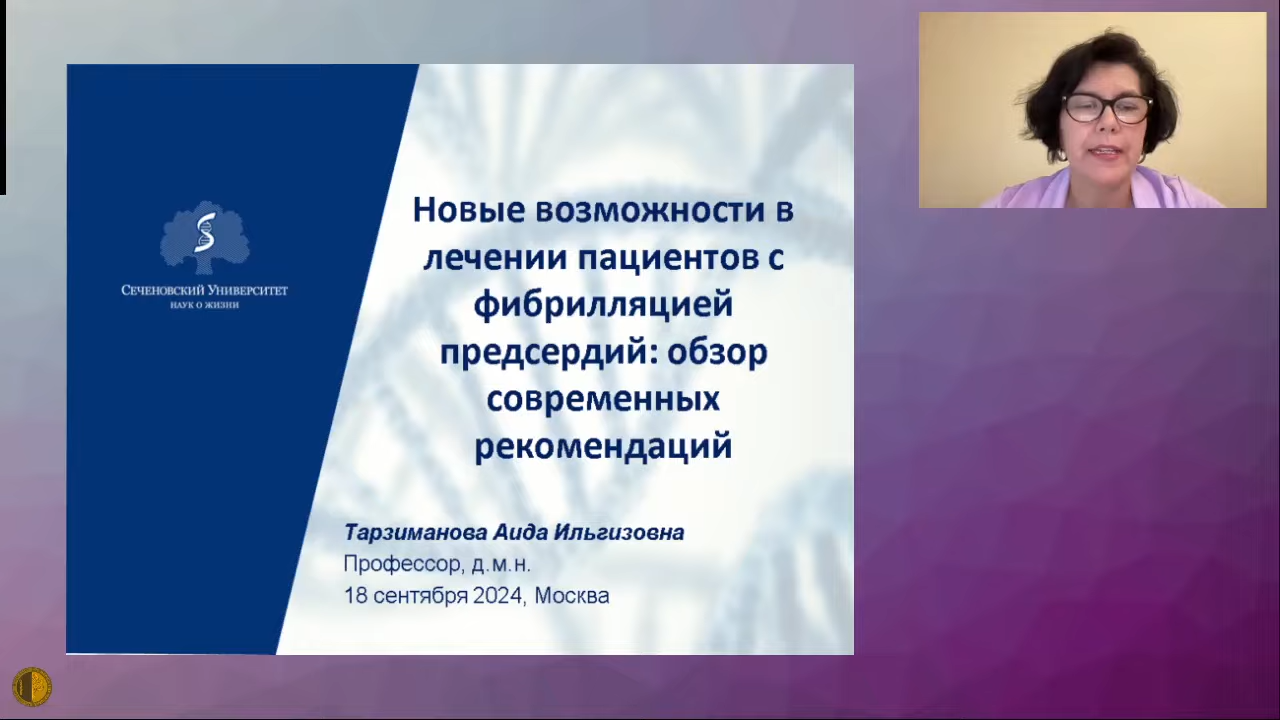 Сеченовский Университет
наук о жизни
Новые возможности в
лечении пациентов с
фибрилляцией
предсердий: обзор
современных
рекомендаций
Тарзиманова Аида Ильгизовна
Профессор, д.м.н.
18 сентября 2024, Москва